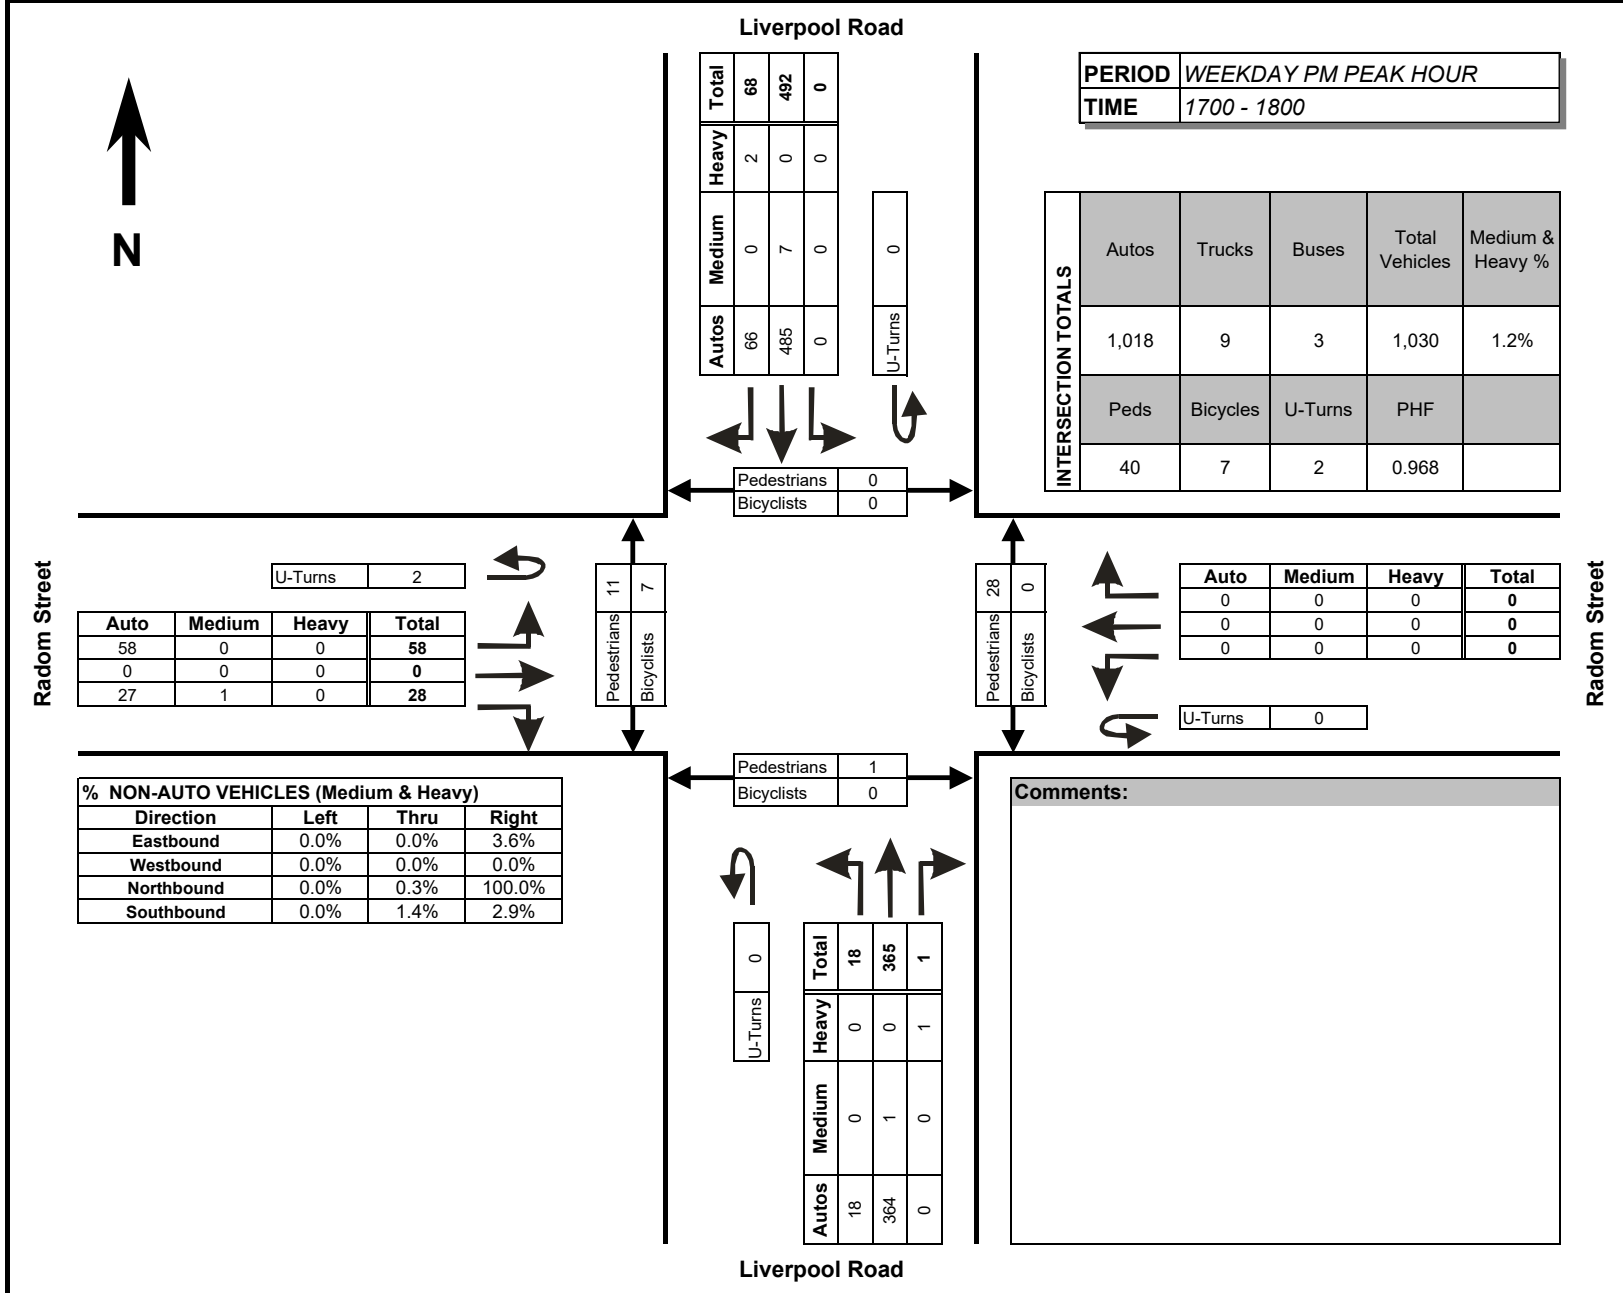 Liverpool Road
Total 68 492 0
Heavy 2 0 0
Medium 0 7 0
Autos 66 485 0
U-Turns 0
PERIOD WEEKDAY PM PEAK HOUR
TIME 1700 - 1800
N
INTERSECTION TOTALS
Autos Trucks Buses Total Vehicles Medium & Heavy %
1,018 9 3 1,030 1.2%
Peds Bicycles U-Turns PHF
40 7 2 0.968
Pedestrians 0
Bicyclists 0
Radom Street
U-Turns 2
Auto Medium Heavy Total
58 0 0 58
0 0 0 0
27 1 0 28
Pedestrians 11
Bicyclists 7
Pedestrians 28
Bicyclists 0
Auto Medium Heavy Total
0 0 0 0
0 0 0 0
0 0 0 0
U-Turns 0
Radom Street
Pedestrians 1
Bicyclists 0
% NON-AUTO VEHICLES (Medium & Heavy)
Direction Left Thru Right
Eastbound 0.0% 0.0% 3.6%
Westbound 0.0% 0.0% 0.0%
Northbound 0.0% 0.3% 100.0%
Southbound 0.0% 1.4% 2.9%
Comments:
U-Turns 0
Total 18 365 1
Heavy 0 0 1
Medium 0 1 0
Autos 18 364 0
Liverpool Road